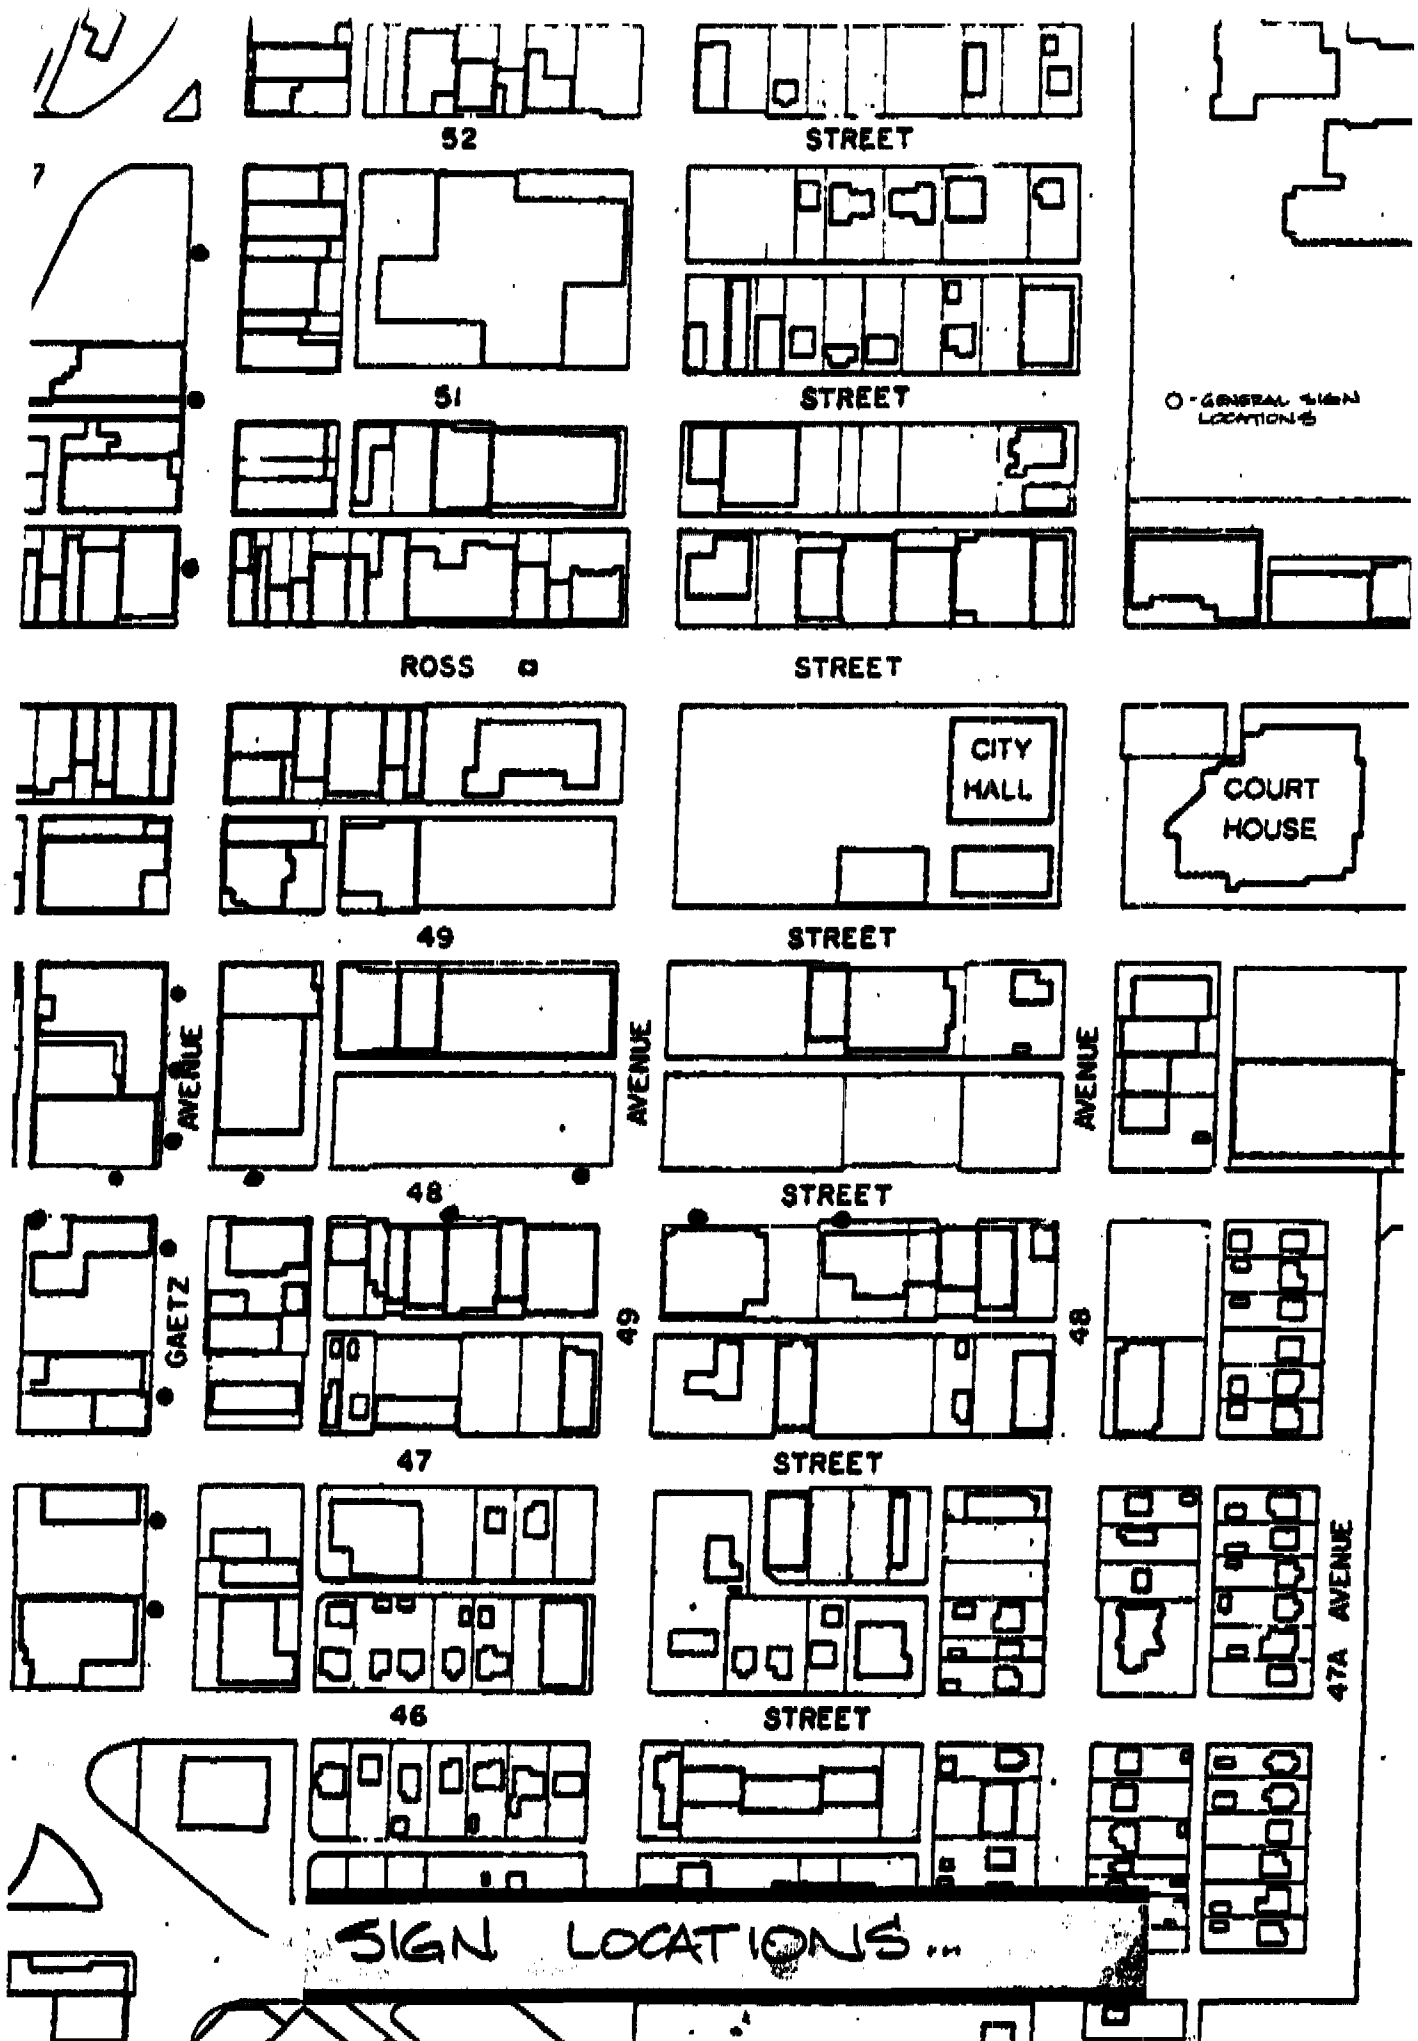 52 STREET
7
51 STREET
O - GENERAL SIGN
LOCATIONS
ROSS STREET
CITY
HALL
COURT
HOUSE
49 STREET
AVENUE
AVENUE
AVENUE
48 STREET
GAETZ
49
48
47 STREET
47A AVENUE
46 STREET
SIGN LOCATIONS...